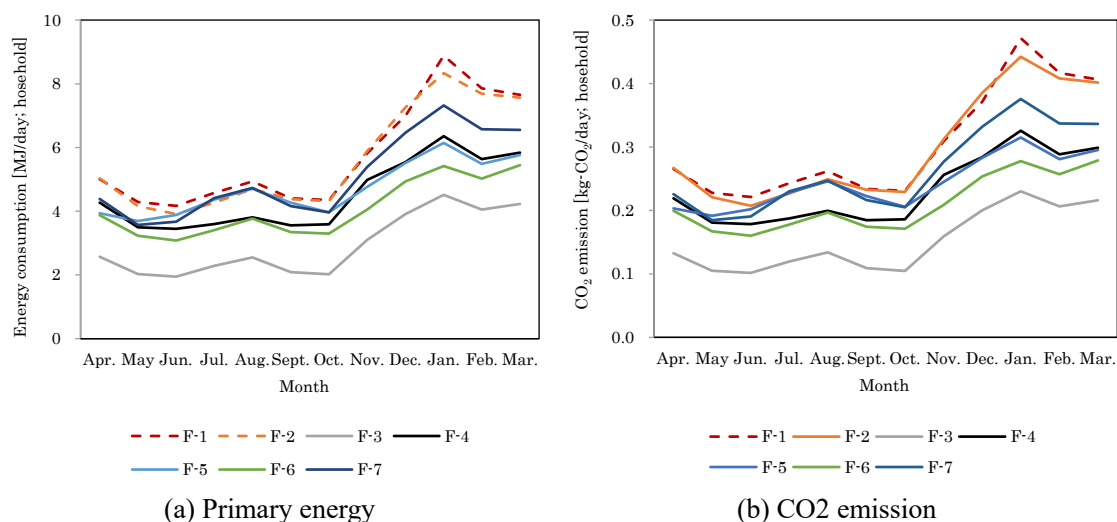 Energy consumption [MJ/day; hosehold]
10
8
6
4
2
0
Apr. May Jun. Jul. Aug. Sept. Oct. Nov. Dec. Jan. Feb. Mar.
Month
F-1 F-2 F-3 F-4
F-5 F-6 F-7
(a) Primary energy
CO2 emission [kg-CO2/day; hosehold]
0.5
0.4
0.3
0.2
0.1
0.0
Apr. May Jun. Jul. Aug. Sept. Oct. Nov. Dec. Jan. Feb. Mar.
Month
F-1 F-2 F-3 F-4
F-5 F-6 F-7
(b) CO2 emission